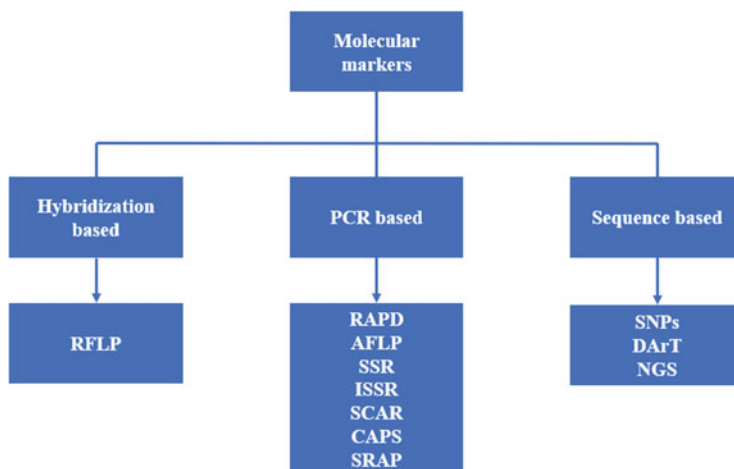 Molecular
markers
Hybridization
based
PCR based
Sequence based
RFLP
RAPD
AFLP
SSR
ISSR
SCAR
CAPS
SRAP
SNPs
DArT
NGS